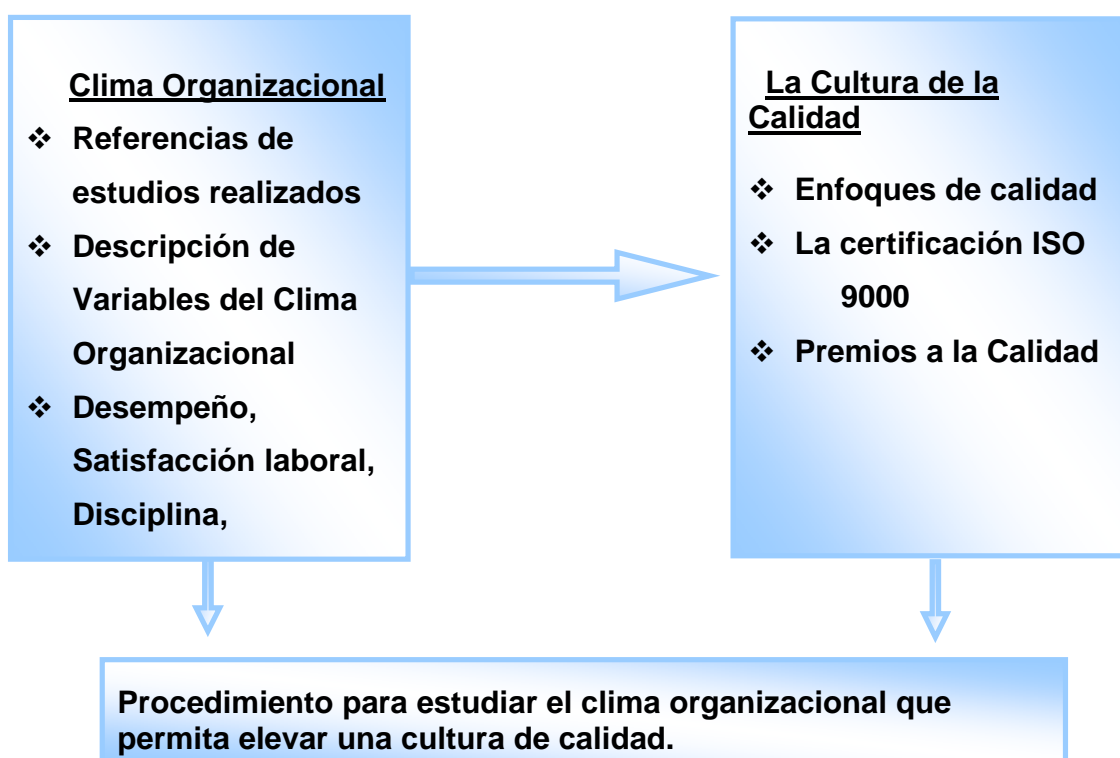 Clima Organizacional
❖ Referencias de
estudios realizados
❖ Descripción de
Variables del Clima
Organizacional
❖ Desempeño,
Satisfacción laboral,
Disciplina,
La Cultura de la
Calidad
❖ Enfoques de calidad
❖ La certificación ISO
9000
❖ Premios a la Calidad
Procedimiento para estudiar el clima organizacional que
permita elevar una cultura de calidad.